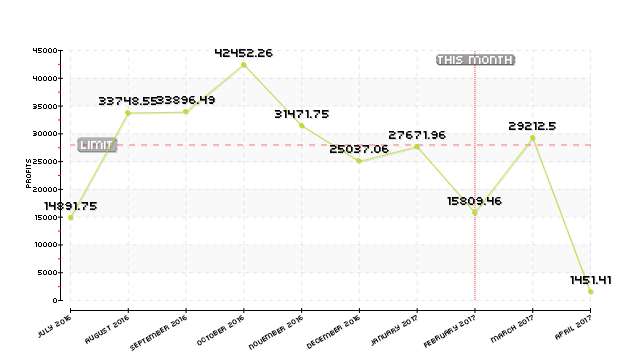 42452.26
45000
THIS MONTH
40000
33748.55
33896.49
35000
31471.75
29212.5
30000
LIMIT
25037.06
27671.96
25000
PROFITS
20000
14891.75
15809.46
15000
10000
5000
1451.41
0
JULY 2016
AUGUST 2016
SEPTEMBER 2016
OCTOBER 2016
NOVEMBER 2016
DECEMBER 2016
JANUARY 2017
FEBRUARY 2017
MARCH 2017
APRIL 2017